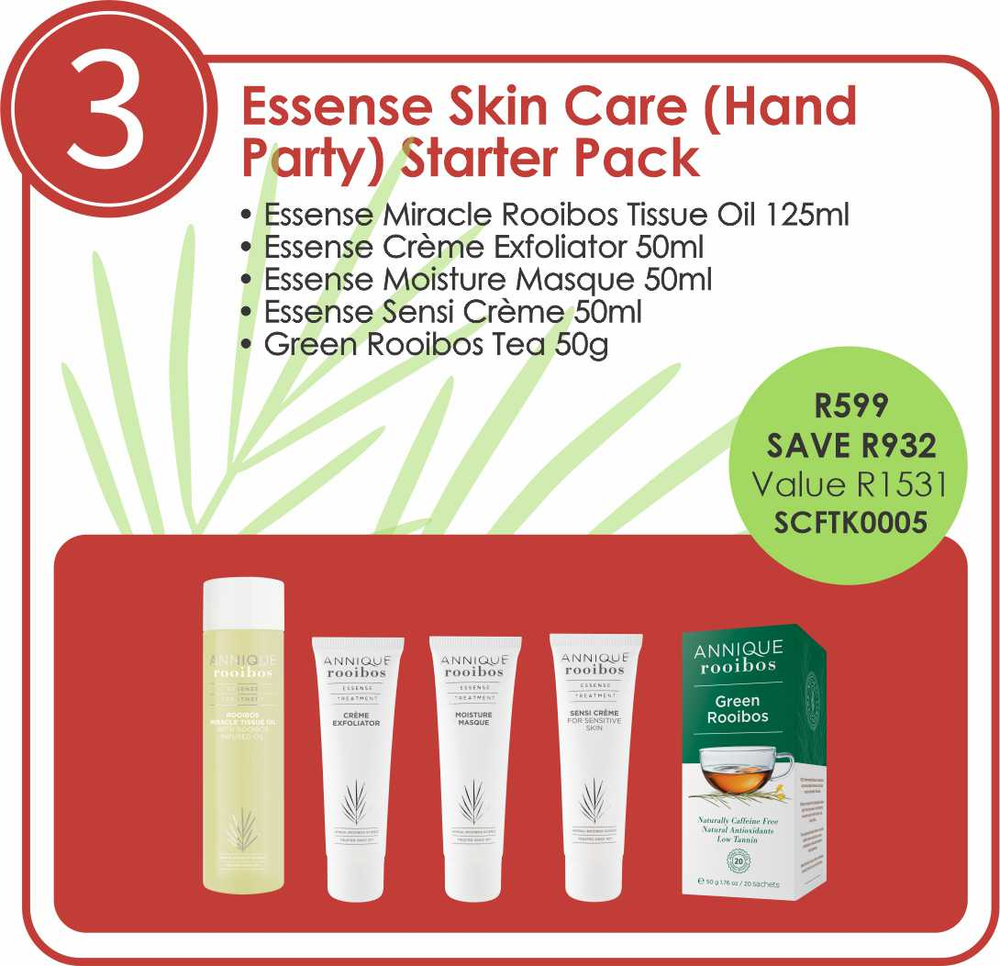 3
Essense Skin Care (Hand
Party) Starter Pack
• Essense Miracle Rooibos Tissue Oil 125ml
• Essense Crème Exfoliator 50ml
• Essense Moisture Masque 50ml
• Essense Sensi Crème 50ml
• Green Rooibos Tea 50g
R599
SAVE R932
Value R1531
SCFTK0005
ANNIQUE
rooibos
ESSENSE
TREATMENT
ROOIBOS
MIRACLE TISSUE OIL
WITH ROOIBOS
INFUSED OIL
ANNIQUE
rooibos
ESSENSE
TREATMENT
CRÈME
EXFOLIATOR
ANNIQUE
rooibos
ESSENSE
TREATMENT
MOISTURE
MASQUE
ANNIQUE
rooibos
ESSENSE
TREATMENT
SENSI CRÈME
FOR SENSITIVE
SKIN
ANNIQUE
rooibos
Green
Rooibos
Naturally Caffeine Free
Natural Antioxidants
Low Tannin
20
e 50 g 1.76 oz / 20 sachets